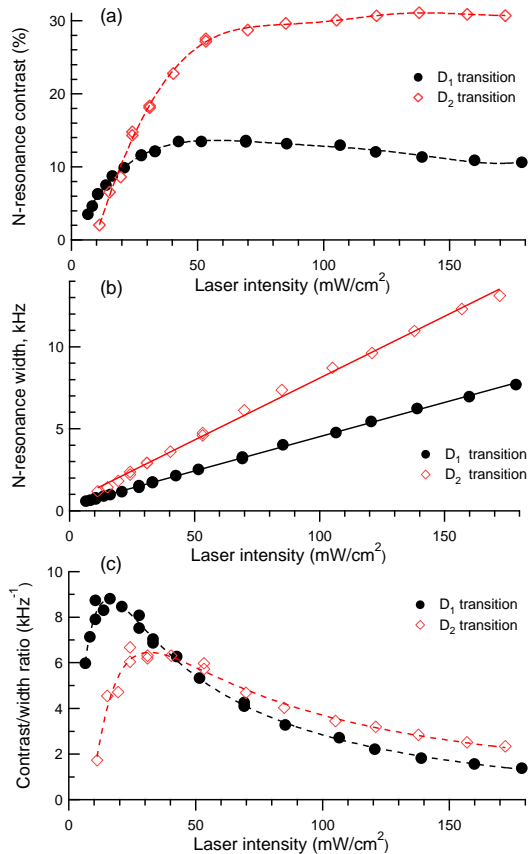 (a)
N-resonance contrast (%)
30
20
10
0
D1 transition
D2 transition
0
50
100
150
Laser intensity (mW/cm²)
(b)
N-resonance width, kHz
10
5
0
D1 transition
D2 transition
0
50
100
150
Laser intensity (mW/cm²)
(c)
Contrast/width ratio (kHz⁻¹)
10
8
6
4
2
0
D1 transition
D2 transition
0
50
100
150
Laser intensity (mW/cm²)